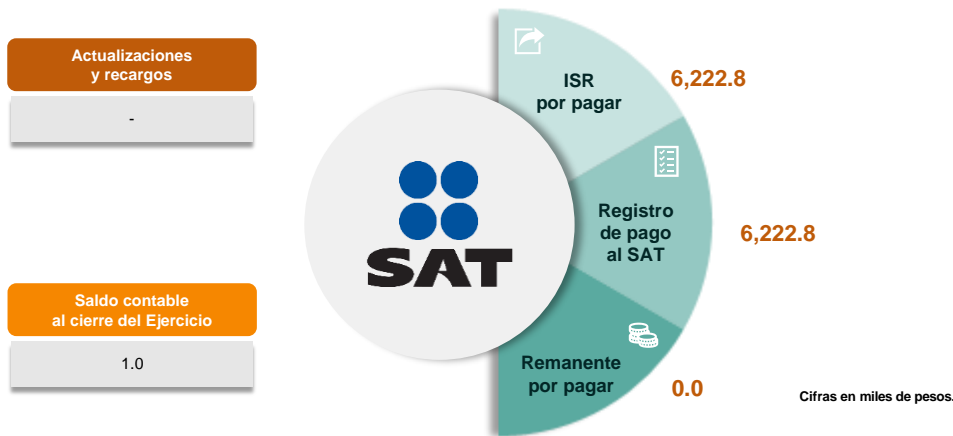 Actualizaciones
y recargos
-
Saldo contable
al cierre del Ejercicio
1.0
SAT
ISR
por pagar
6,222.8
Registro
de pago
al SAT
6,222.8
Remanente
por pagar
0.0
Cifras en miles de pesos.